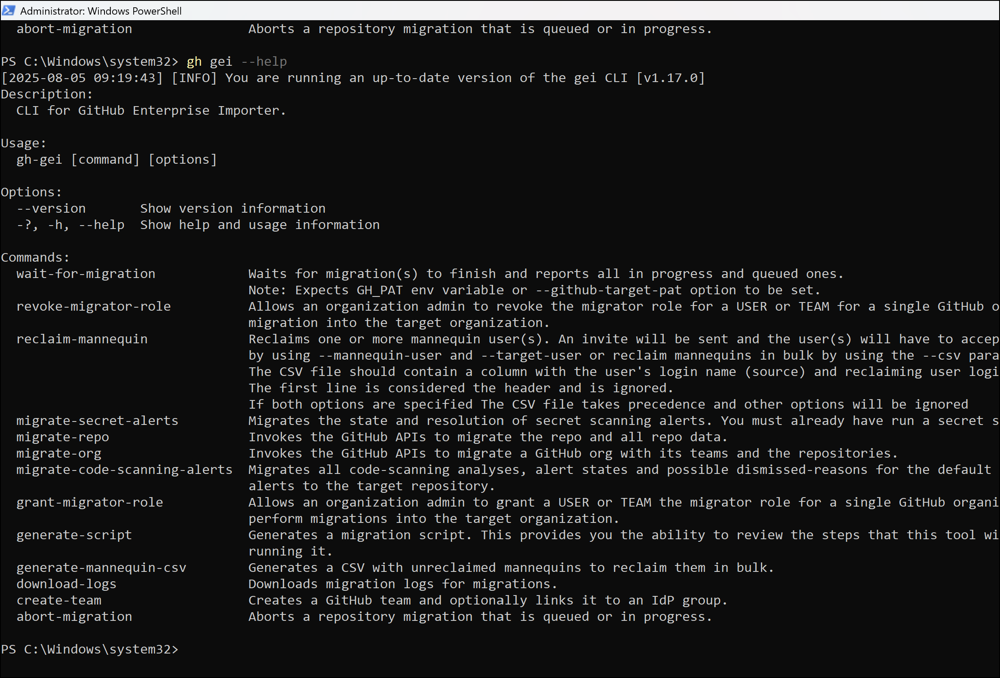 Administrator: Windows PowerShell
abort-migration Aborts a repository migration that is queued or in progress.
PS C:\Windows\system32> gh gei --help
[2025-08-05 09:19:43] [INFO] You are running an up-to-date version of the gei CLI [v1.17.0]
Description:
CLI for GitHub Enterprise Importer.
Usage:
gh-gei [command] [options]
Options:
--version Show version information
-?, -h, --help Show help and usage information
Commands:
wait-for-migration Waits for migration(s) to finish and reports all in progress and queued ones.
Note: Expects GH_PAT env variable or --github-target-pat option to be set.
revoke-migrator-role Allows an organization admin to revoke the migrator role for a USER or TEAM for a single GitHub o
migration into the target organization.
reclaim-mannequin Reclaims one or more mannequin user(s). An invite will be sent and the user(s) will have to accep
by using --mannequin-user and --target-user or reclaim mannequins in bulk by using the --csv para
The CSV file should contain a column with the user's login name (source) and reclaiming user logi
The first line is considered the header and is ignored.
If both options are specified The CSV file takes precedence and other options will be ignored
migrate-secret-alerts Migrates the state and resolution of secret scanning alerts. You must already have run a secret s
migrate-repo Invokes the GitHub APIs to migrate the repo and all repo data.
migrate-org Invokes the GitHub APIs to migrate a GitHub org with its teams and the repositories.
migrate-code-scanning-alerts Migrates all code-scanning analyses, alert states and possible dismissed-reasons for the default
alerts to the target repository.
grant-migrator-role Allows an organization admin to grant a USER or TEAM the migrator role for a single GitHub organi
perform migrations into the target organization.
generate-script Generates a migration script. This provides you the ability to review the steps that this tool wi
running it.
generate-mannequin-csv Generates a CSV with unreclaimed mannequins to reclaim them in bulk.
download-logs Downloads migration logs for migrations.
create-team Creates a GitHub team and optionally links it to an IdP group.
abort-migration Aborts a repository migration that is queued or in progress.
PS C:\Windows\system32>